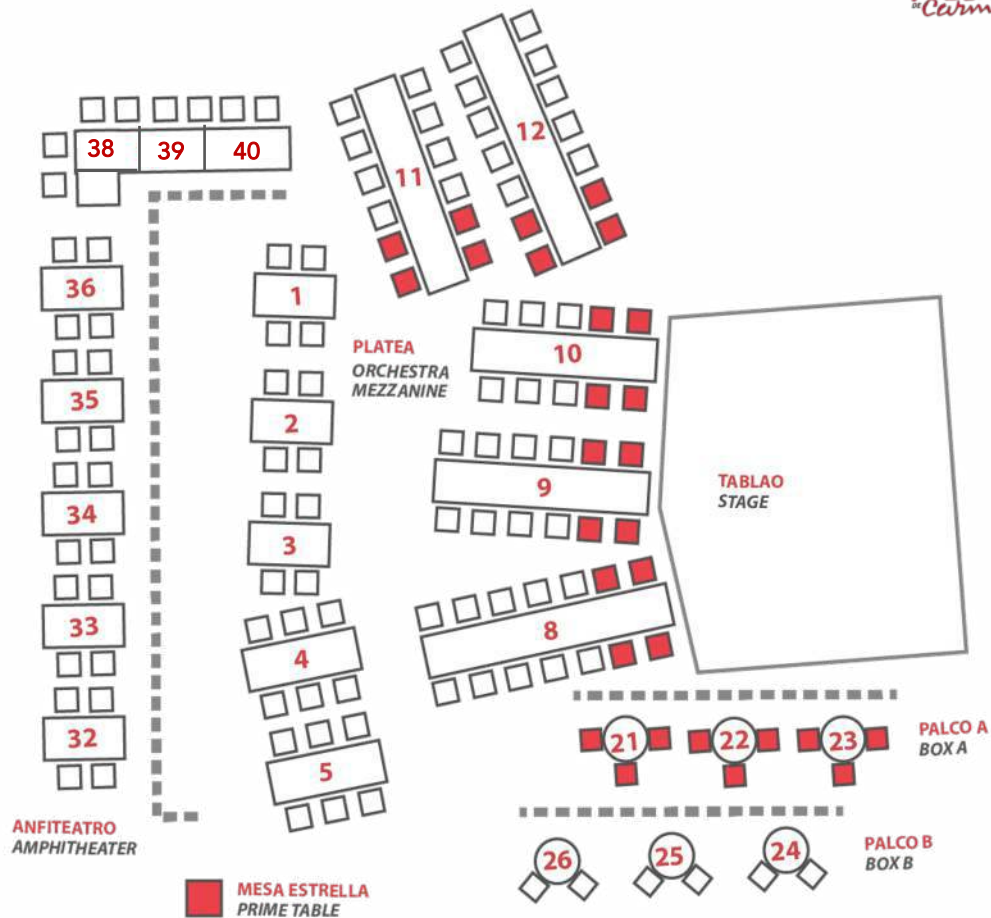 DE
12
38 39 40
11
36
1
PLATEA
ORCHESTRA
MEZZANINE
10
35
2
9
TABLAO
STAGE
34
3
33
8
4
32
5
21 22 23
PALCO A
BOX A
ANFITEATRO
AMPHITHEATER
26 25 24
PALCO B
BOX B
MESA ESTRELLA
PRIME TABLE